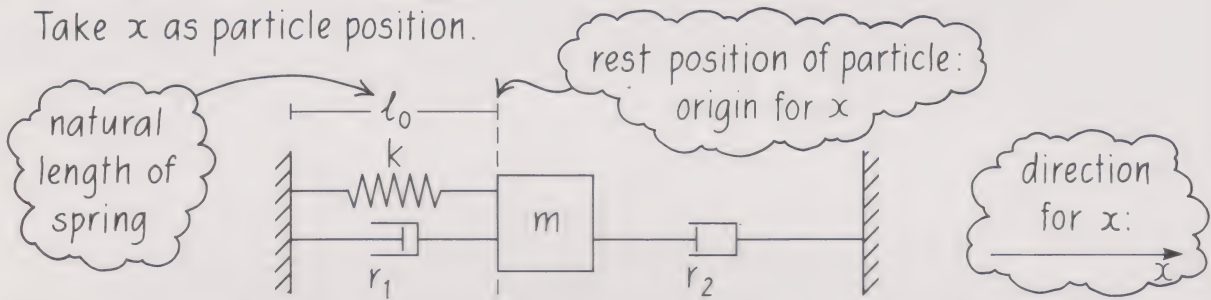 Take x as particle position.
natural
length of
spring
l₀
rest position of particle:
origin for x
k
m
r₁
r₂
direction
for x:
x